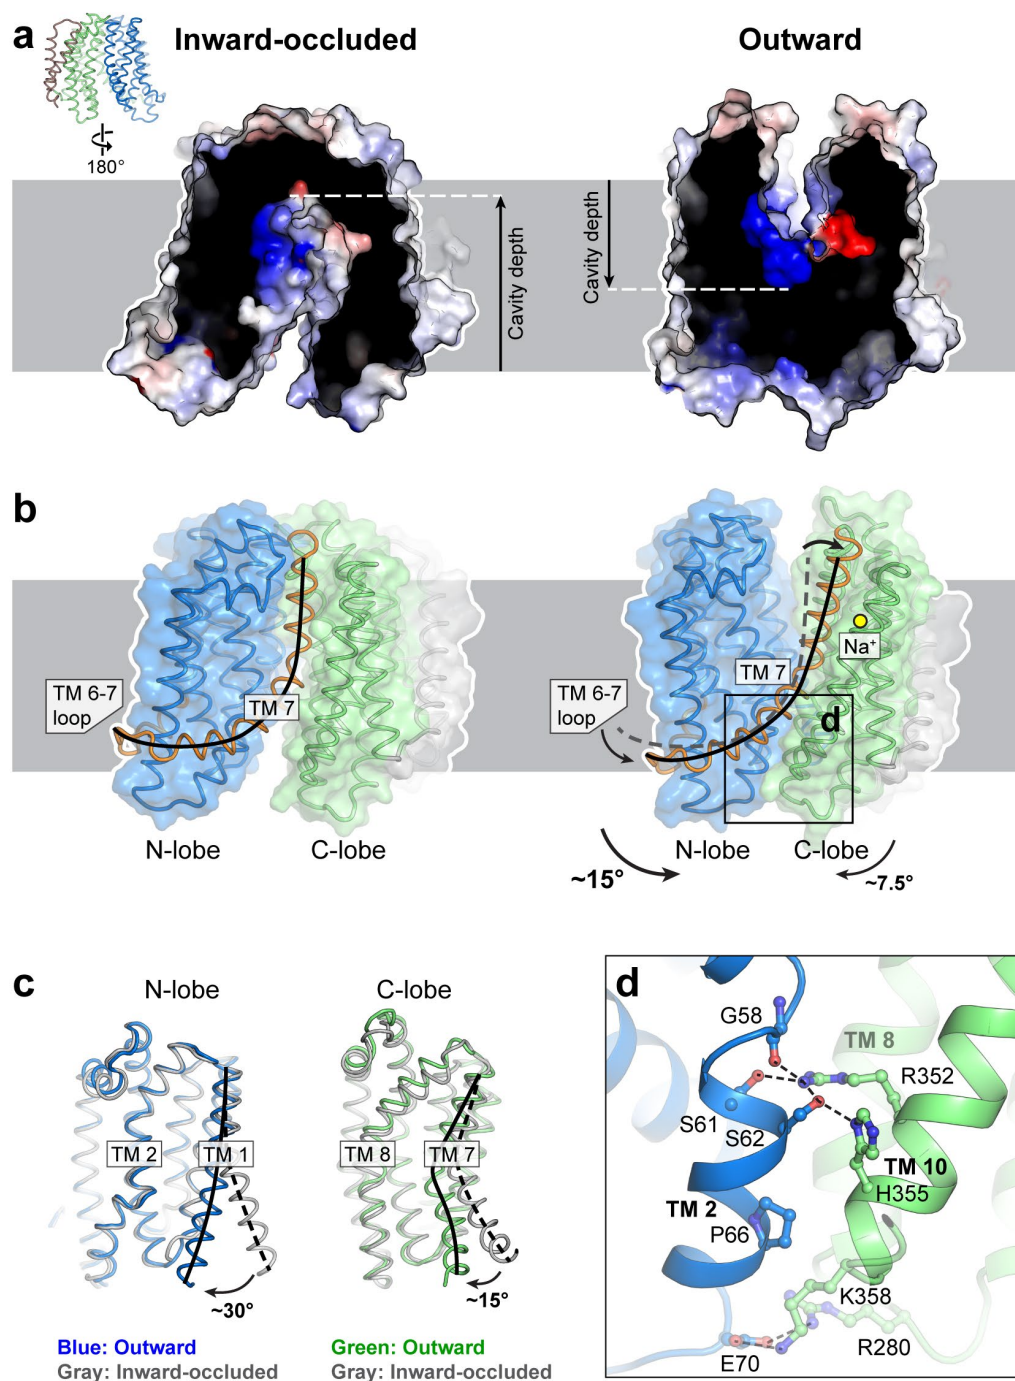 a
Inward-occluded
Outward
180°
Cavity depth
Cavity depth
b
TM 6-7
loop
TM 7
N-lobe
C-lobe
TM 6-7
loop
TM 7
Na⁺
d
N-lobe
C-lobe
~15°
~7.5°
c
N-lobe
C-lobe
TM 2
TM 1
TM 8
TM 7
~30°
~15°
Blue: Outward
Gray: Inward-occluded
Green: Outward
Gray: Inward-occluded
d
G58
TM 8
R352
S61
S62
TM 10
H355
TM 2
P66
K358
R280
E70